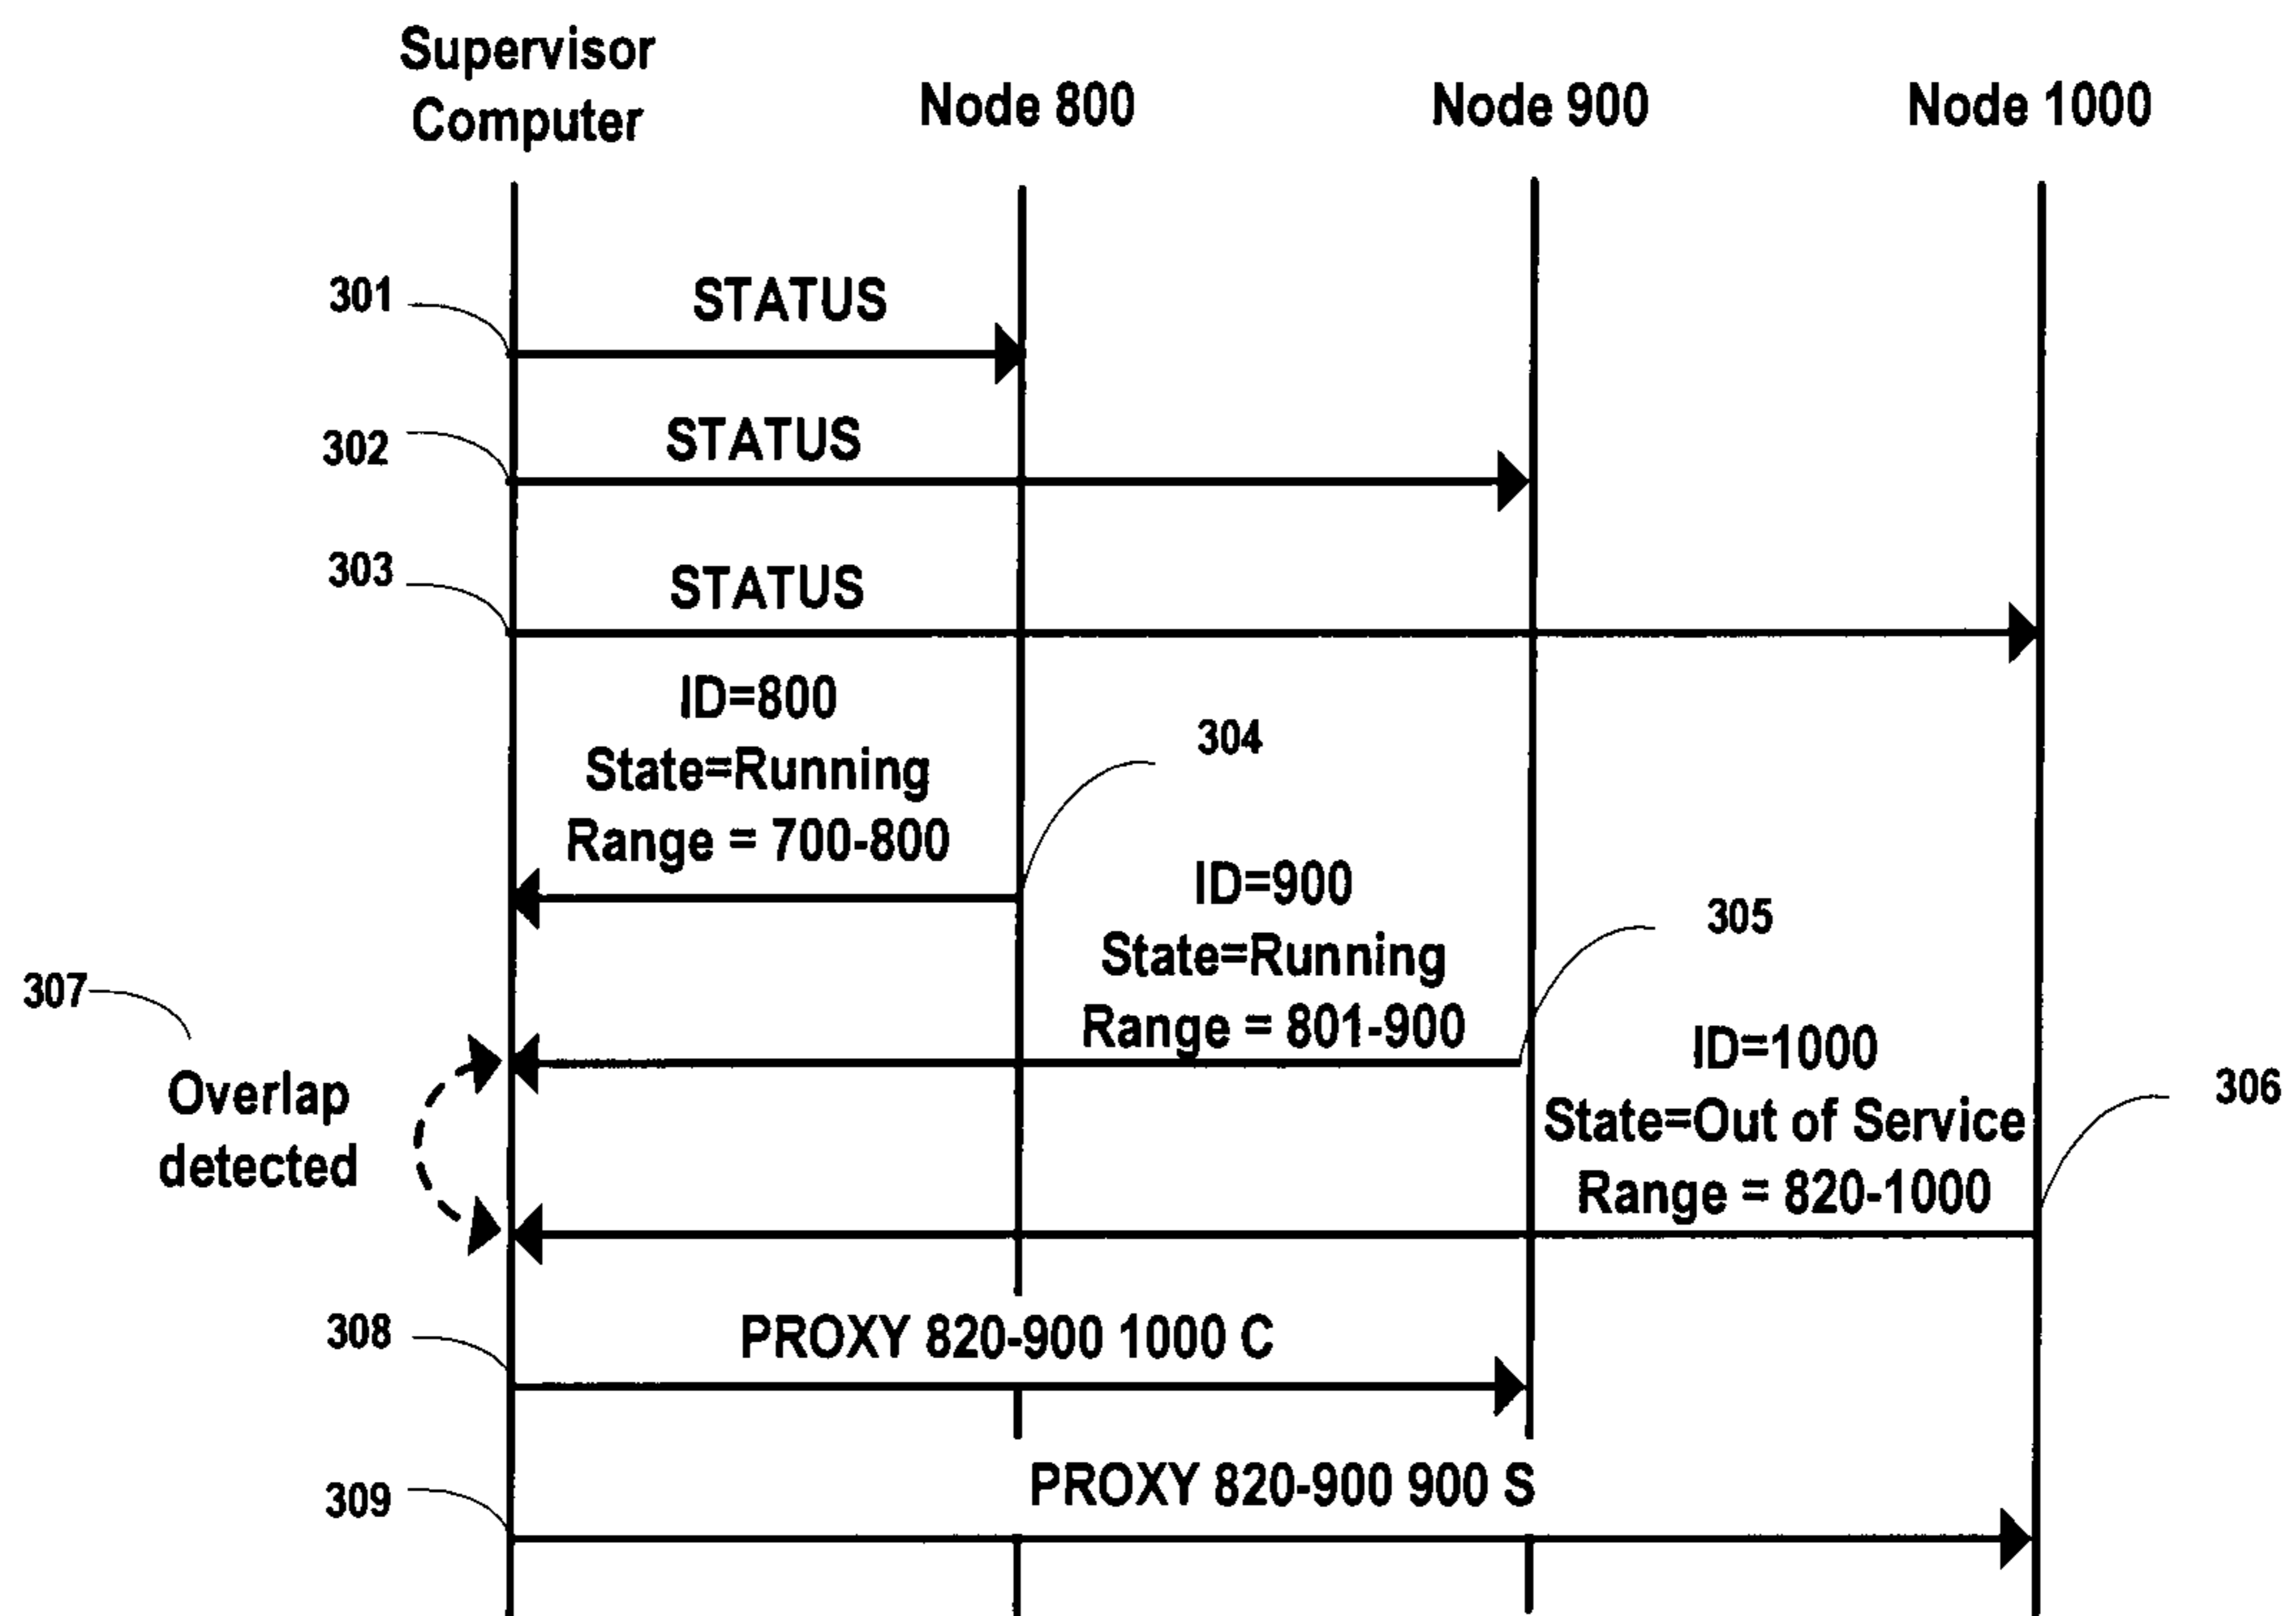 Supervisor
Computer
Node 800
Node 900
Node 1000
301
STATUS
302
STATUS
303
STATUS
ID=800
State=Running
Range = 700-800
304
ID=900
State=Running
Range = 801-900
305
307
Overlap
detected
ID=1000
State=Out of Service
Range = 820-1000
306
308
PROXY 820-900 1000 C
309
PROXY 820-900 900 S